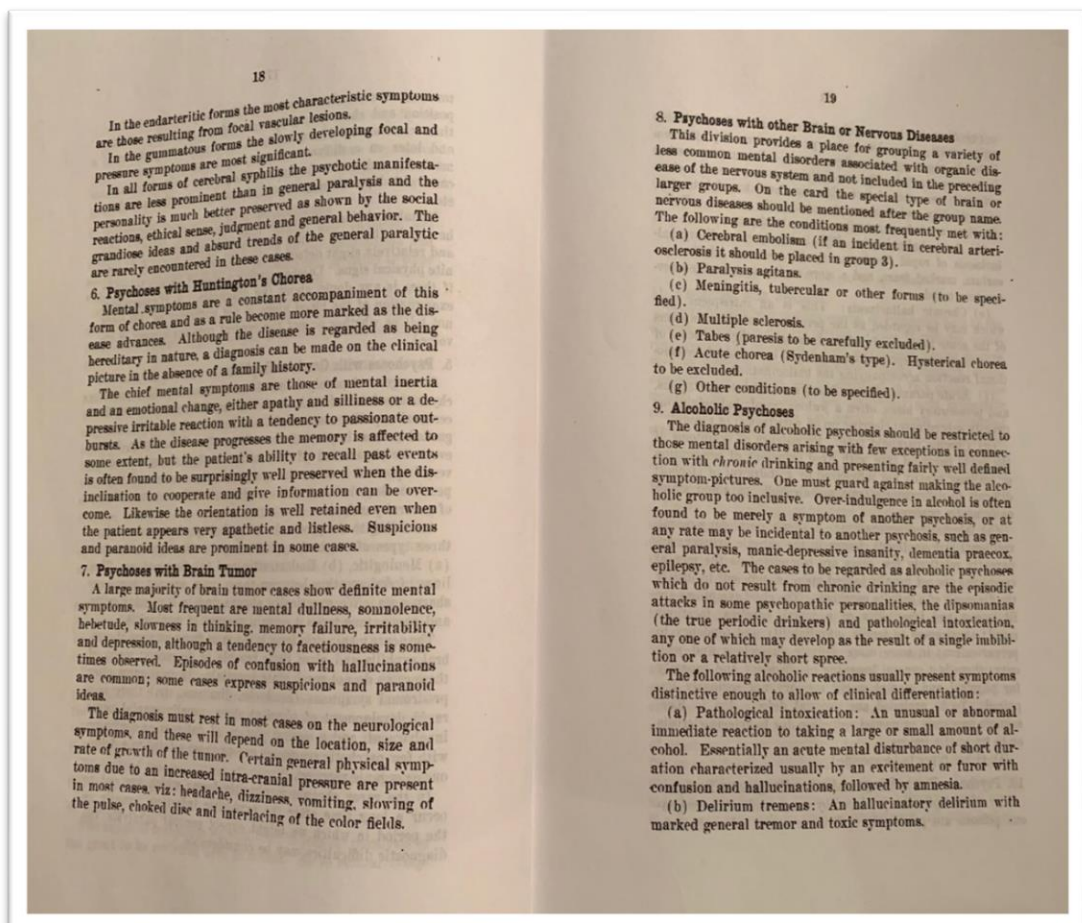 18
In the endarteritic forms the most characteristic symptoms
are those resulting from focal vascular lesions.
In the gummatous forms the slowly developing focal and
pressure symptoms are most significant.
In all forms of cerebral syphilis the psychotic manifesta-
tions are less prominent than in general paralysis and the
personality is much better preserved as shown by the social
reactions, ethical sense, judgment and general behavior. The
grandiose ideas and absurd trends of the general paralytic
are rarely encountered in these cases.
6. Psychoses with Huntington's Chorea
Mental symptoms are a constant accompaniment of this
form of chorea and as a rule become more marked as the dis-
ease advances. Although the disease is regarded as being
hereditary in nature, a diagnosis can be made on the clinical
picture in the absence of a family history.
The chief mental symptoms are those of mental inertia
and an emotional change, either apathy and silliness or a de-
pressive irritable reaction with a tendency to passionate out-
bursts. As the disease progresses the memory is affected to
some extent, but the patient's ability to recall past events
is often found to be surprisingly well preserved when the dis-
inclination to cooperate and give information can be over-
come. Likewise the orientation is well retained even when
the patient appears very apathetic and listless. Suspicions
and paranoid ideas are prominent in some cases.
7. Psychoses with Brain Tumor
A large majority of brain tumor cases show definite mental
symptoms. Most frequent are mental dullness, somnolence,
hebetude, slowness in thinking, memory failure, irritability
and depression, although a tendency to facetiousness is some-
times observed. Episodes of confusion with hallucinations
are common; some cases express suspicions and paranoid
ideas.
The diagnosis must rest in most cases on the neurological
symptoms, and these will depend on the location, size and
rate of growth of the tumor. Certain general physical symp-
toms due to an increased intra-cranial pressure are present
in most cases, viz: headache, dizziness, vomiting, slowing of
the pulse, choked disc and interlacing of the color fields.
19
8. Psychoses with other Brain or Nervous Diseases
This division provides a place for grouping a variety of
less common mental disorders associated with organic dis-
ease of the nervous system and not included in the preceding
larger groups. On the card the special type of brain or
nervous diseases should be mentioned after the group name.
The following are the conditions most frequently met with:
(a) Cerebral embolism (if an incident in cerebral arteri-
osclerosis it should be placed in group 3).
(b) Paralysis agitans.
(c) Meningitis, tubercular or other forms (to be speci-
fied).
(d) Multiple sclerosis.
(e) Tabes (paresis to be carefully excluded).
(f) Acute chorea (Sydenham's type). Hysterical chorea
to be excluded.
(g) Other conditions (to be specified).
9. Alcoholic Psychoses
The diagnosis of alcoholic psychosis should be restricted to
those mental disorders arising with few exceptions in connec-
tion with chronic drinking and presenting fairly well defined
symptom-pictures. One must guard against making the alco-
holic group too inclusive. Over-indulgence in alcohol is often
found to be merely a symptom of another psychosis, or at
any rate may be incidental to another psychosis, such as gen-
eral paralysis, manic-depressive insanity, dementia praecox,
epilepsy, etc. The cases to be regarded as alcoholic psychoses
which do not result from chronic drinking are the episodic
attacks in some psychopathic personalities, the dipsomanias
(the true periodic drinkers) and pathological intoxication,
any one of which may develop as the result of a single imbibi-
tion or a relatively short spree.
The following alcoholic reactions usually present symptoms
distinctive enough to allow of clinical differentiation:
(a) Pathological intoxication: An unusual or abnormal
immediate reaction to taking a large or small amount of al-
cohol. Essentially an acute mental disturbance of short dur-
ation characterized usually by an excitement or furor with
confusion and hallucinations, followed by amnesia.
(b) Delirium tremens: An hallucinatory delirium with
marked general tremor and toxic symptoms.